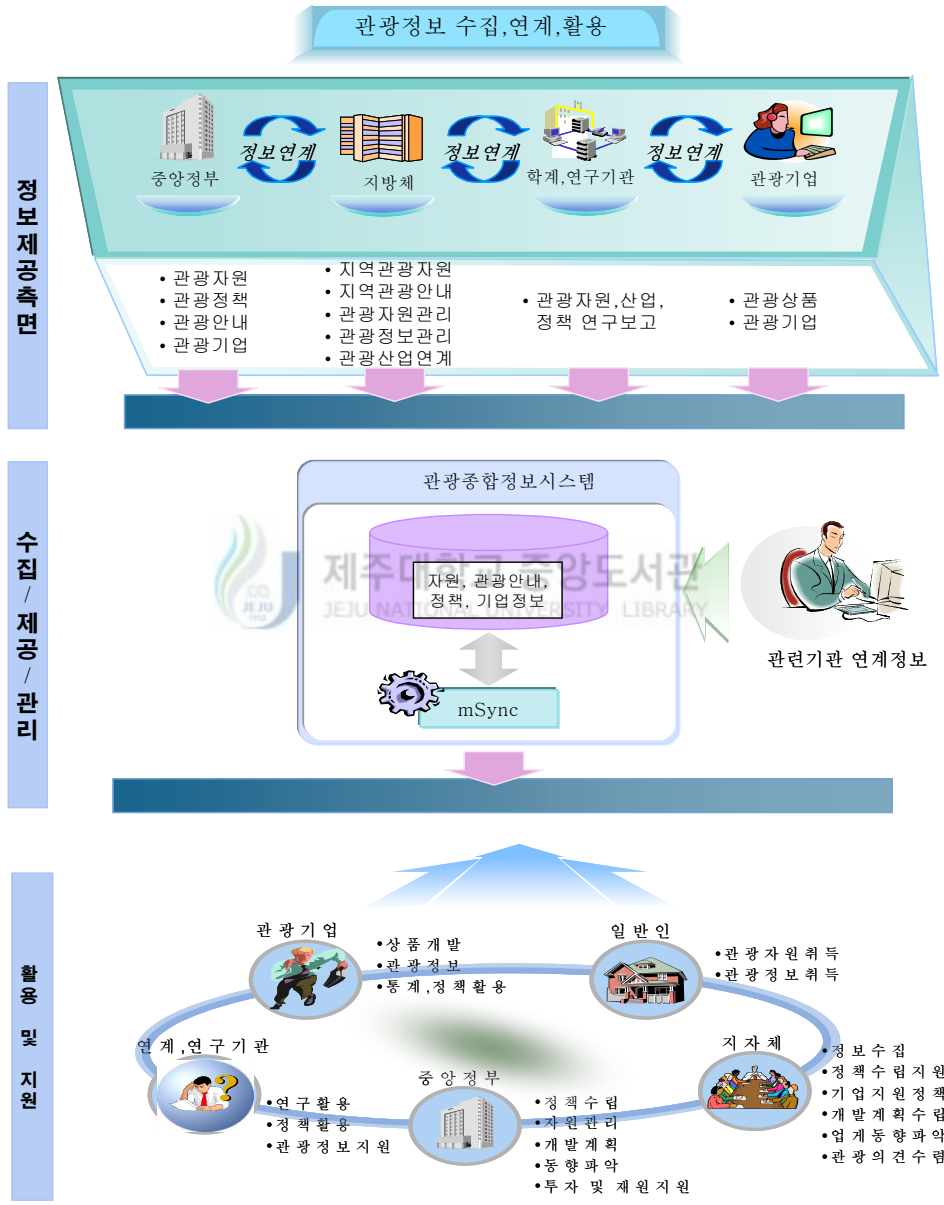 관광정보 수집,연계,활용
정보제공측면
중앙정부
정보연계
지방체
정보연계
학계,연구기관
정보연계
관광기업
• 관광자원
• 관광정책
• 관광안내
• 관광기업
• 지역관광자원
• 지역관광안내
• 관광자원관리
• 관광정보관리
• 관광산업연계
• 관광자원,산업,
정책 연구보고
• 관광상품
• 관광기업
수집/제공/관리
관광종합정보시스템
자원, 관광안내,
정책, 기업정보
mSync
관련기관 연계정보
제주대학교 중앙도서관
JEJU NATIONAL UNIVERSITY LIBRARY
JEJU
1952
활용 및 지원
관광기업
•상품개발
•관광정보
•통계,정책활용
일반인
•관광자원취득
•관광정보취득
연계,연구기관
•연구활용
•정책활용
•관광정보지원
중앙정부
•정책수립
•자원관리
•개발계획
•동향파악
•투자 및 재원지원
지자체
•정보수집
•정책수립지원
•기업지원정책
•개발계획수립
•업게동향파악
•관광의견수렴